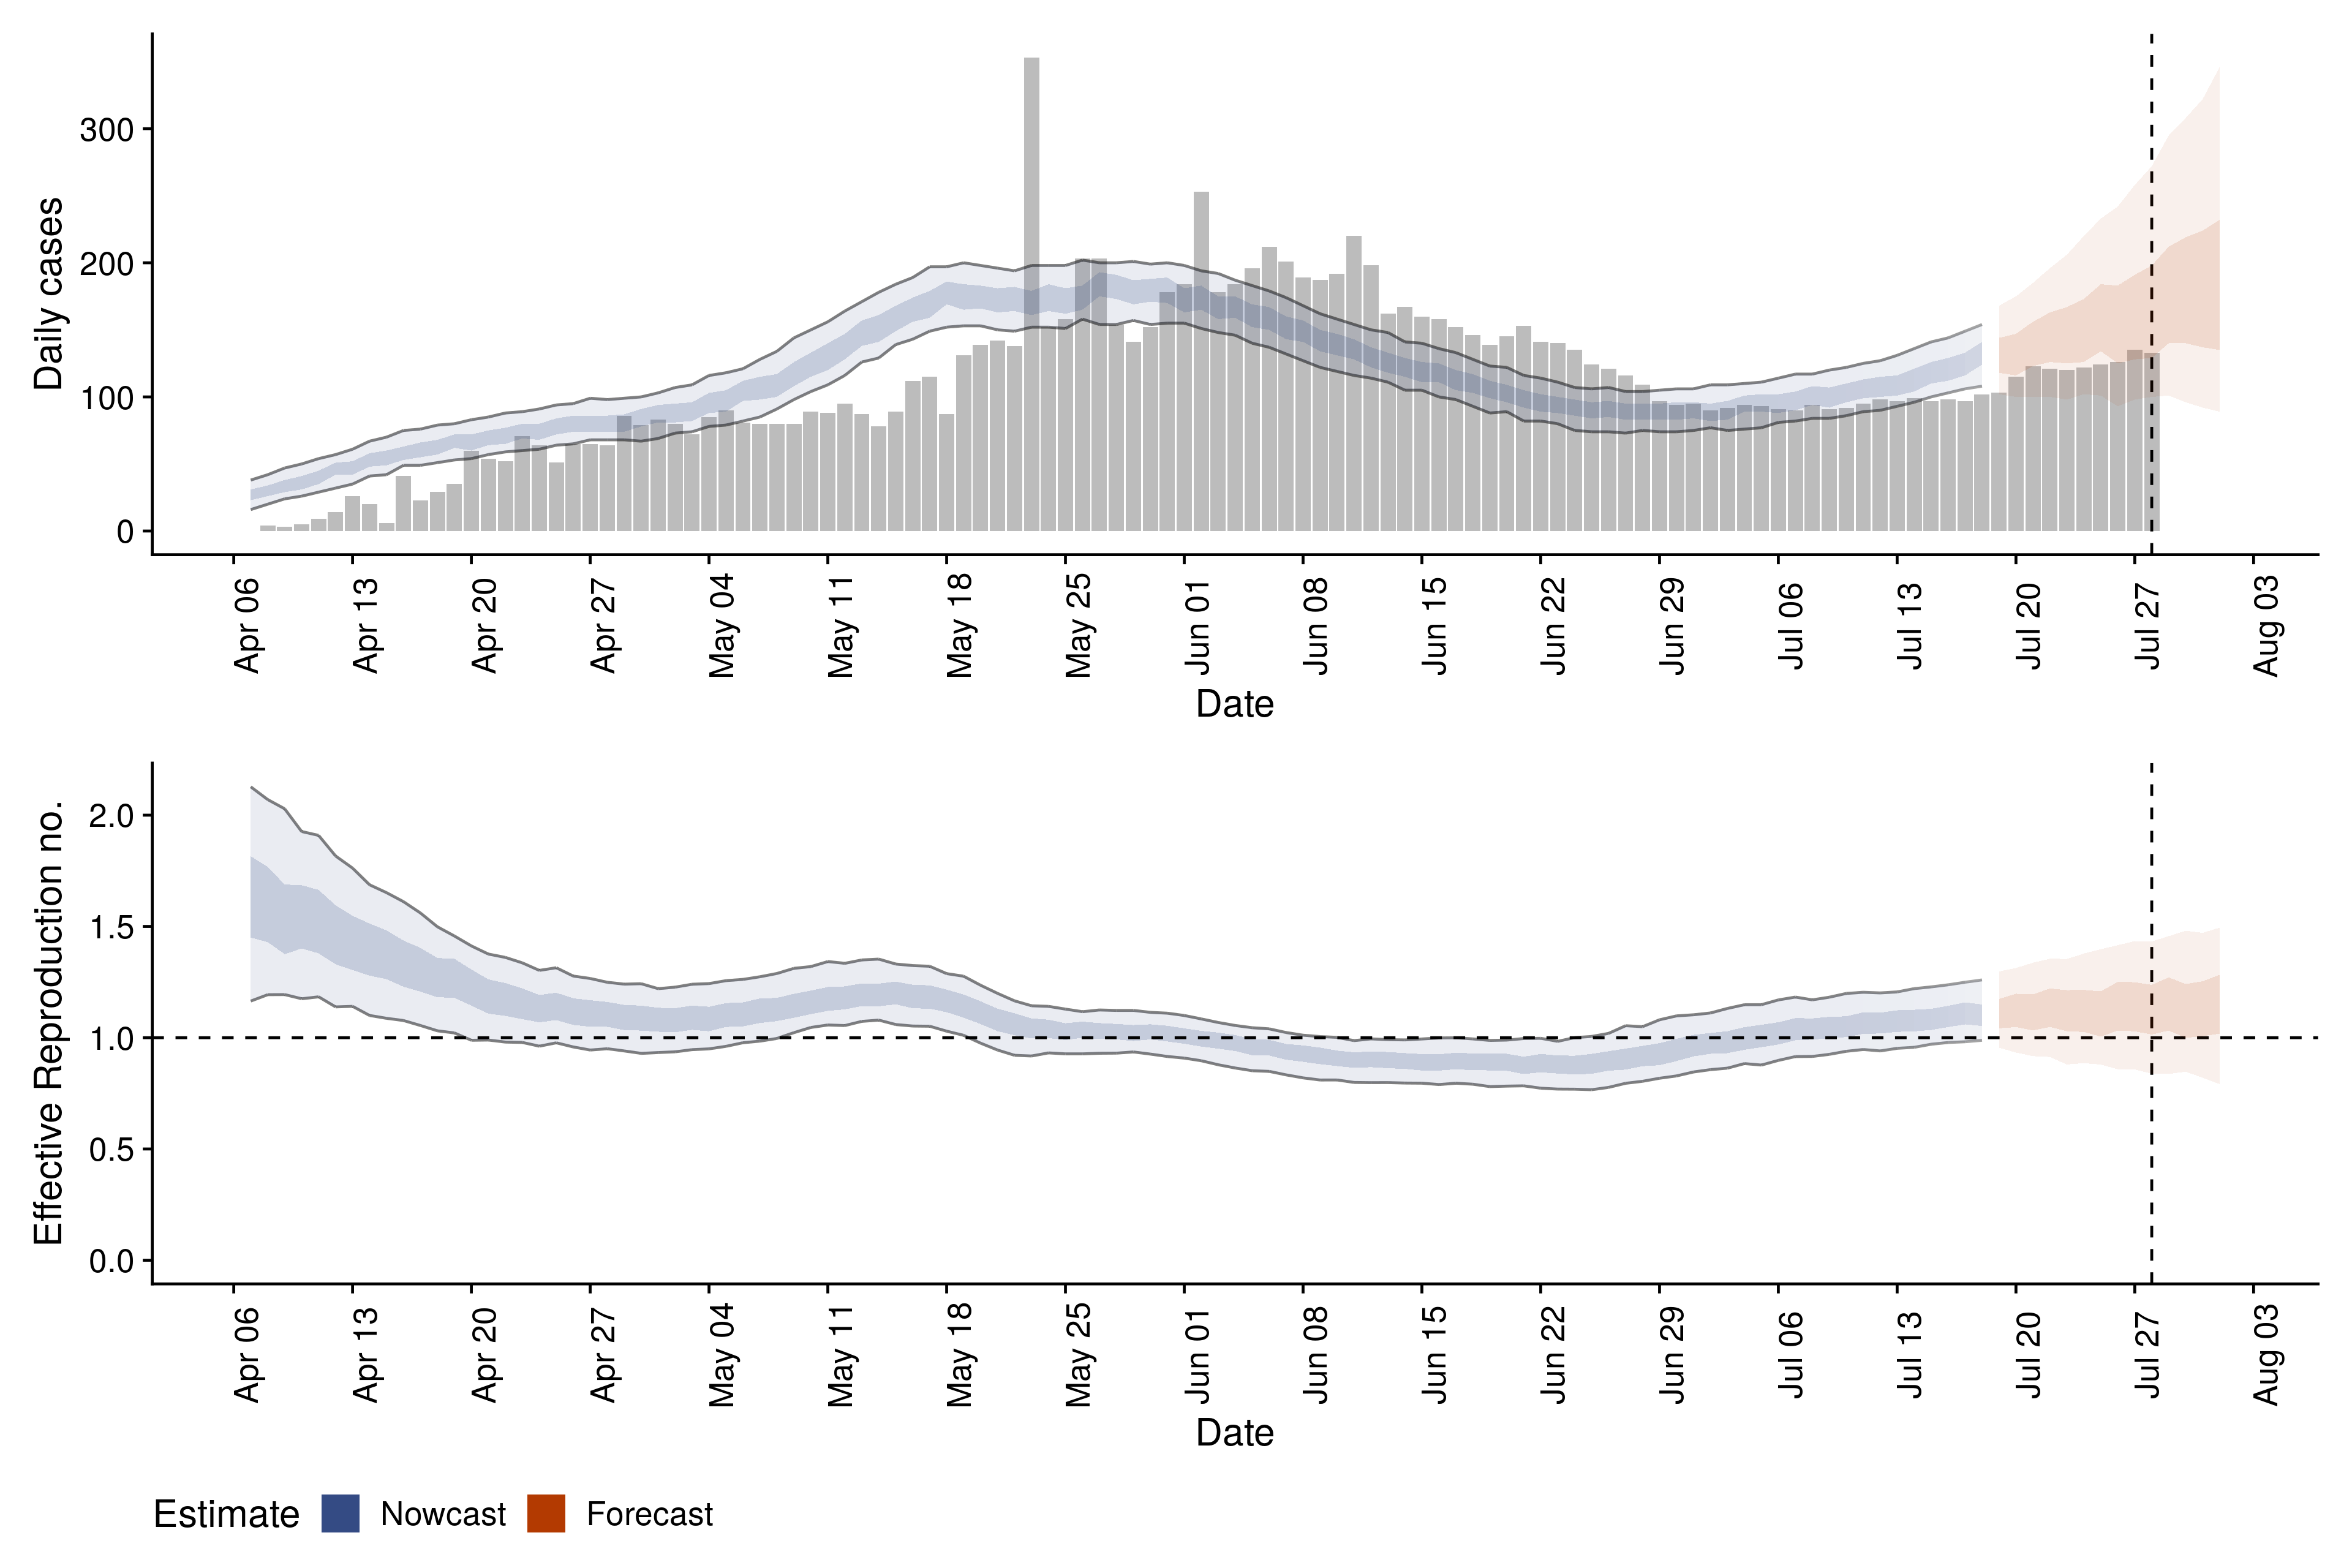 Daily cases
300
200
100
0
Apr 06
Apr 13
Apr 20
Apr 27
May 04
May 11
May 18
May 25
Jun 01
Jun 08
Jun 15
Jun 22
Jun 29
Jul 06
Jul 13
Jul 20
Jul 27
Aug 03
Date
Effective Reproduction no.
2.0
1.5
1.0
0.5
0.0
Apr 06
Apr 13
Apr 20
Apr 27
May 04
May 11
May 18
May 25
Jun 01
Jun 08
Jun 15
Jun 22
Jun 29
Jul 06
Jul 13
Jul 20
Jul 27
Aug 03
Date
Estimate Nowcast Forecast